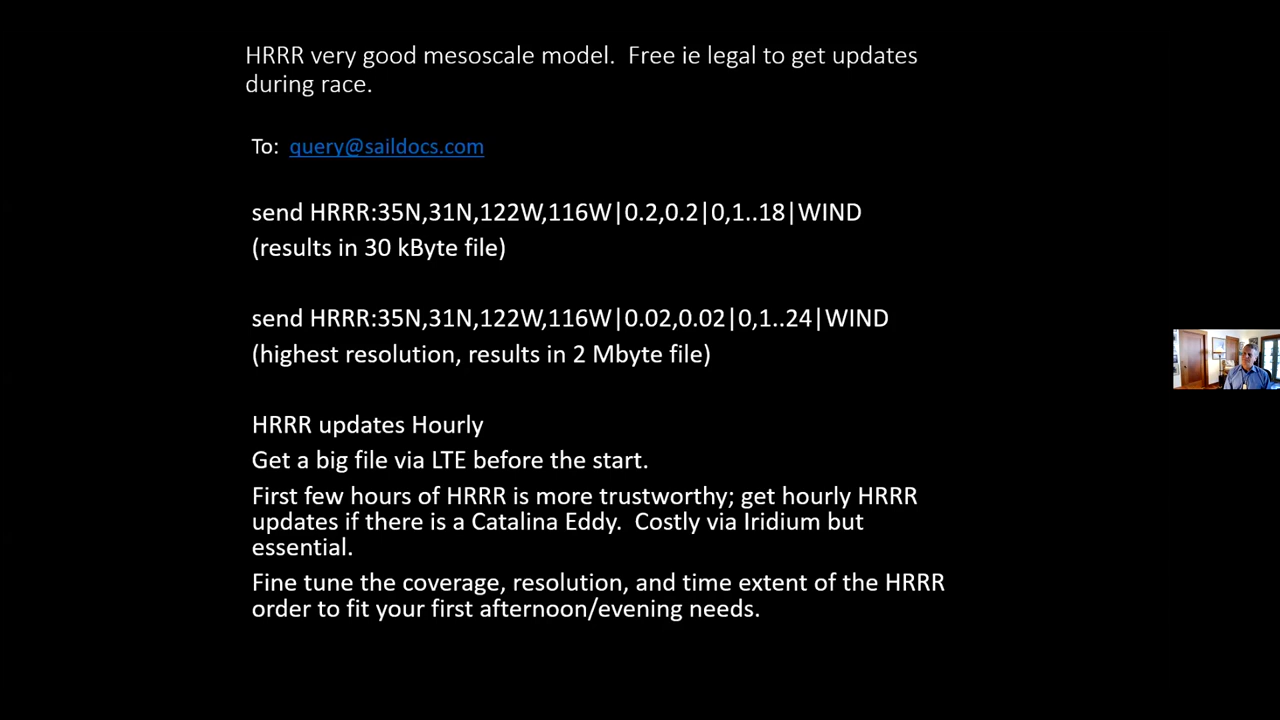 HRRR very good mesoscale model.  Free ie legal to get updates
during race.
To:  query@saildocs.com
send HRRR:35N,31N,122W,116W|0.2,0.2|0,1..18|WIND
(results in 30 kByte file)
send HRRR:35N,31N,122W,116W|0.02,0.02|0,1..24|WIND
(highest resolution, results in 2 Mbyte file)
HRRR updates Hourly
Get a big file via LTE before the start.
First few hours of HRRR is more trustworthy; get hourly HRRR
updates if there is a Catalina Eddy.  Costly via Iridium but
essential.
Fine tune the coverage, resolution, and time extent of the HRRR
order to fit your first afternoon/evening needs.